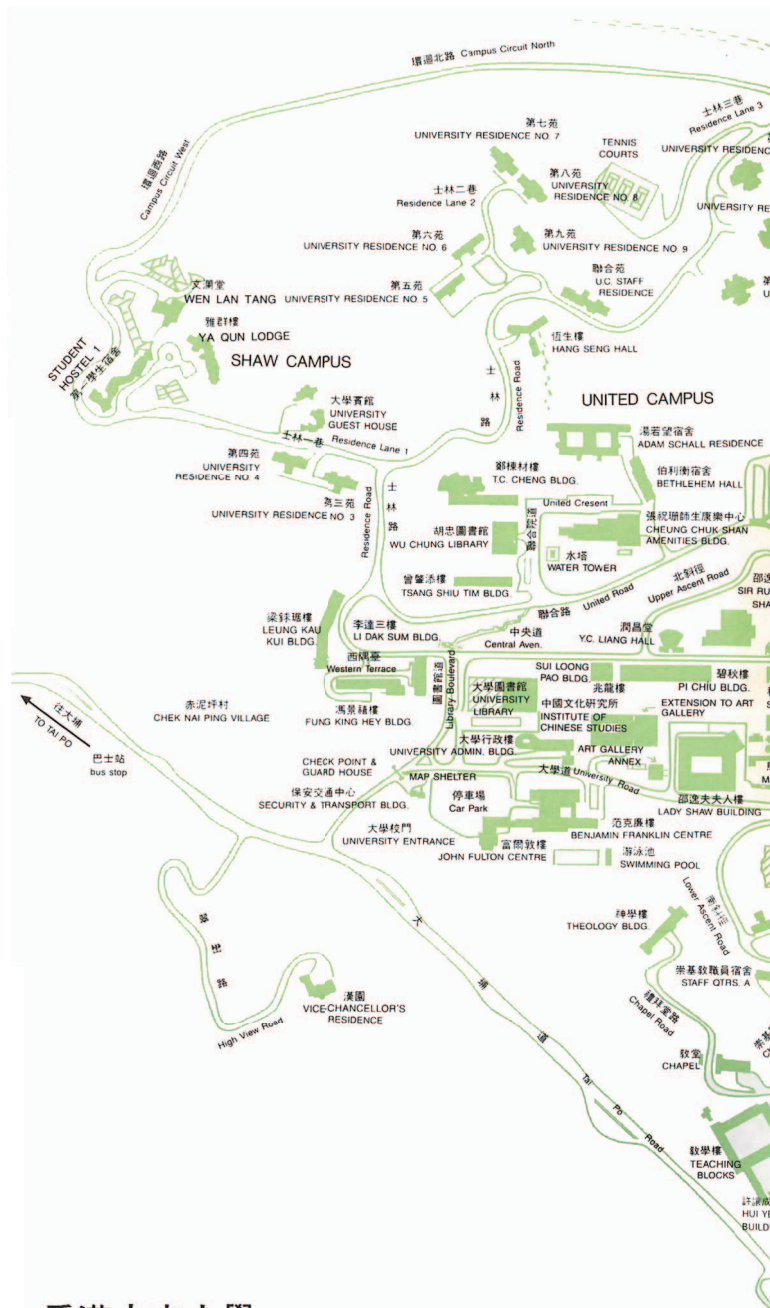 環迴北路 Campus Circuit North
士林三巷
Residence Lane 3
環迴西路
Campus Circuit West
第七苑
UNIVERSITY RESIDENCE NO. 7
TENNIS
COURTS
UNIVERSITY RESIDENC
士林二巷
Residence Lane 2
第八苑
UNIVERSITY
RESIDENCE NO. 8
UNIVERSITY RE
第六苑
UNIVERSITY RESIDENCE NO. 6
第九苑
UNIVERSITY RESIDENCE NO. 9
文瀾堂
WEN LAN TANG
第五苑
UNIVERSITY RESIDENCE NO. 5
聯合苑
U.C. STAFF
RESIDENCE
雅群樓
YA QUN LODGE
恆生樓
HANG SENG HALL
STUDENT
HOSTEL 1
第一學生宿舍
SHAW CAMPUS
士林路
Residence Road
UNITED CAMPUS
大學賓館
UNIVERSITY
GUEST HOUSE
士林一巷 Residence Lane 1
湯若望宿舍
ADAM SCHALL RESIDENCE
第四苑
UNIVERSITY
RESIDENCE NO. 4
鄭棟材樓
T.C. CHENG BLDG.
伯利衡宿舍
BETHLEHEM HALL
第三苑
UNIVERSITY
RESIDENCE NO. 3
士林路
Residence Road
United Cresent
聯合院道
胡忠圖書館
WU CHUNG LIBRARY
張祝珊師生康樂中心
CHEUNG CHUK SHAN
AMENITIES BLDG.
水塔
WATER TOWER
曾肇添樓
TSANG SHIU TIM BLDG.
北斜徑
Upper Ascent Road
邵逸
SIR RU
SHA
梁銶琚樓
LEUNG KAU
KUI BLDG.
李達三樓
LI DAK SUM BLDG.
聯合路 United Road
中央道
Central Aven.
潤昌堂
Y.C. LIANG HALL
西隅臺
Western Terrace
圖書館道
Library Boulevard
SUI LOONG
PAO BLDG.
兆龍樓
碧秋樓
PI CHIU BLDG.
大學圖書館
UNIVERSITY
LIBRARY
中國文化研究所
INSTITUTE OF
CHINESE STUDIES
EXTENSION TO ART
GALLERY
馮景禧樓
FUNG KING HEY BLDG.
赤泥坪村
CHEK NAI PING VILLAGE
往大埔
TO TAI PO
巴士站
bus stop
大學行政樓
UNIVERSITY ADMIN. BLDG.
ART GALLERY
ANNEX
CHECK POINT &
GUARD HOUSE
MAP SHELTER
大學道 University Road
保安交通中心
SECURITY & TRANSPORT BLDG.
停車場
Car Park
邵逸夫夫人樓
LADY SHAW BUILDING
大學校門
UNIVERSITY ENTRANCE
富爾敦樓
JOHN FULTON CENTRE
范克廉樓
BENJAMIN FRANKLIN CENTRE
游泳池
SWIMMING POOL
Lower Ascent Road
神學樓
THEOLOGY BLDG.
崇基教職員宿舍
STAFF QTRS. A
禮拜堂路
Chapel Road
High View Road
漢園
VICE-CHANCELLOR'S
RESIDENCE
教堂
CHAPEL
崇基
大埔道
Tai Po Road
教學樓
TEACHING
BLOCKS
HUI YE
BUILD